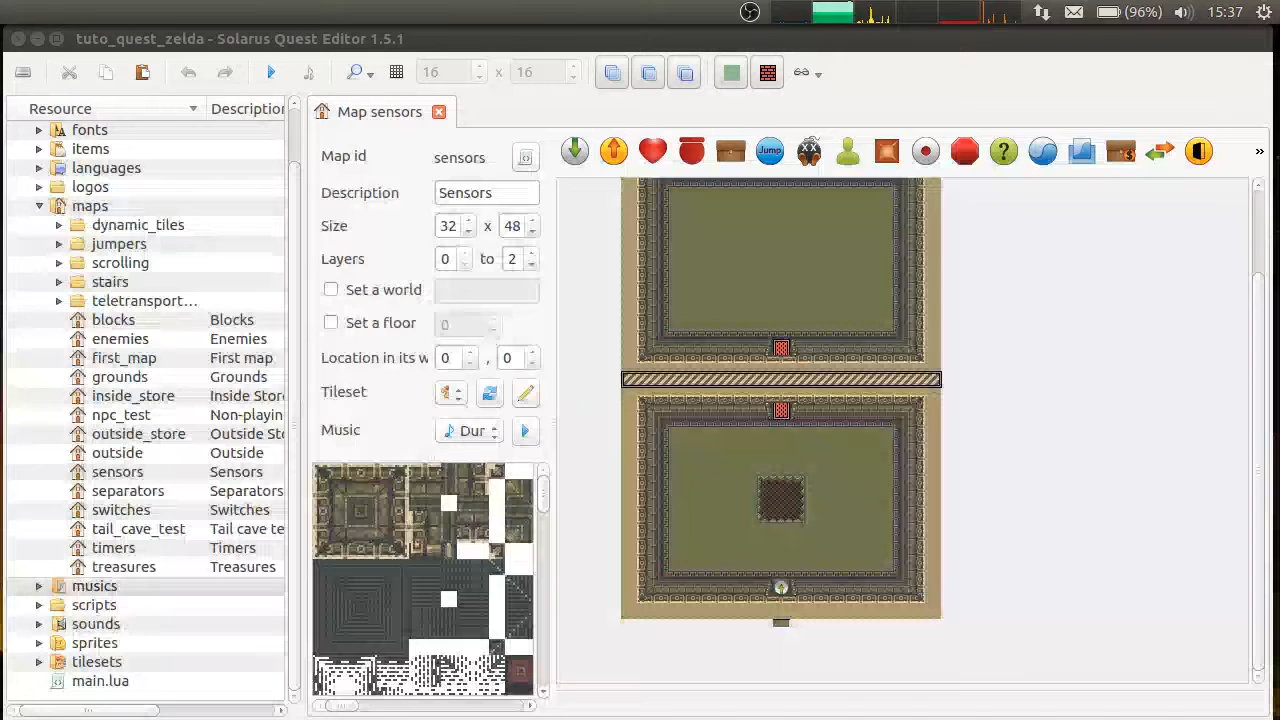 (96%) 15:37
tuto_quest_zelda - Solarus Quest Editor 1.5.1
16 x 16
Resource Description
Map sensors
fonts
items
languages
logos
maps
dynamic_tiles
jumpers
scrolling
stairs
teletransport...
blocks Blocks
enemies Enemies
first_map First map
grounds Grounds
inside_store Inside Store
npc_test Non-playin
outside_store Outside Sto
outside Outside
sensors Sensors
separators Separators
switches Switches
tail_cave_test Tail cave te
timers Timers
treasures Treasures
musics
scripts
sounds
sprites
tilesets
main.lua
Map id sensors
Description Sensors
Size 32 x 48
Layers 0 to 2
Set a world
Set a floor 0
Location in its w 0 , 0
Tileset
Music Dur
Jump
XX
?
$
»